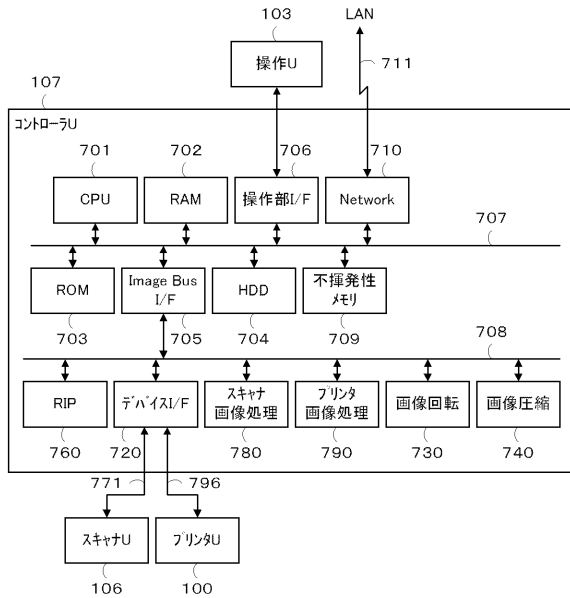 103
LAN
操作U
711
107
コントローラU
701
702
706
710
CPU
RAM
操作部I/F
Network
707
ROM
Image Bus
I/F
HDD
不揮発性
メモリ
703
705
704
709
708
RIP
デバイスI/F
スキャナ
画像処理
プリンタ
画像処理
画像回転
画像圧縮
760
720
780
790
730
740
771
796
スキャナU
プリンタU
106
100